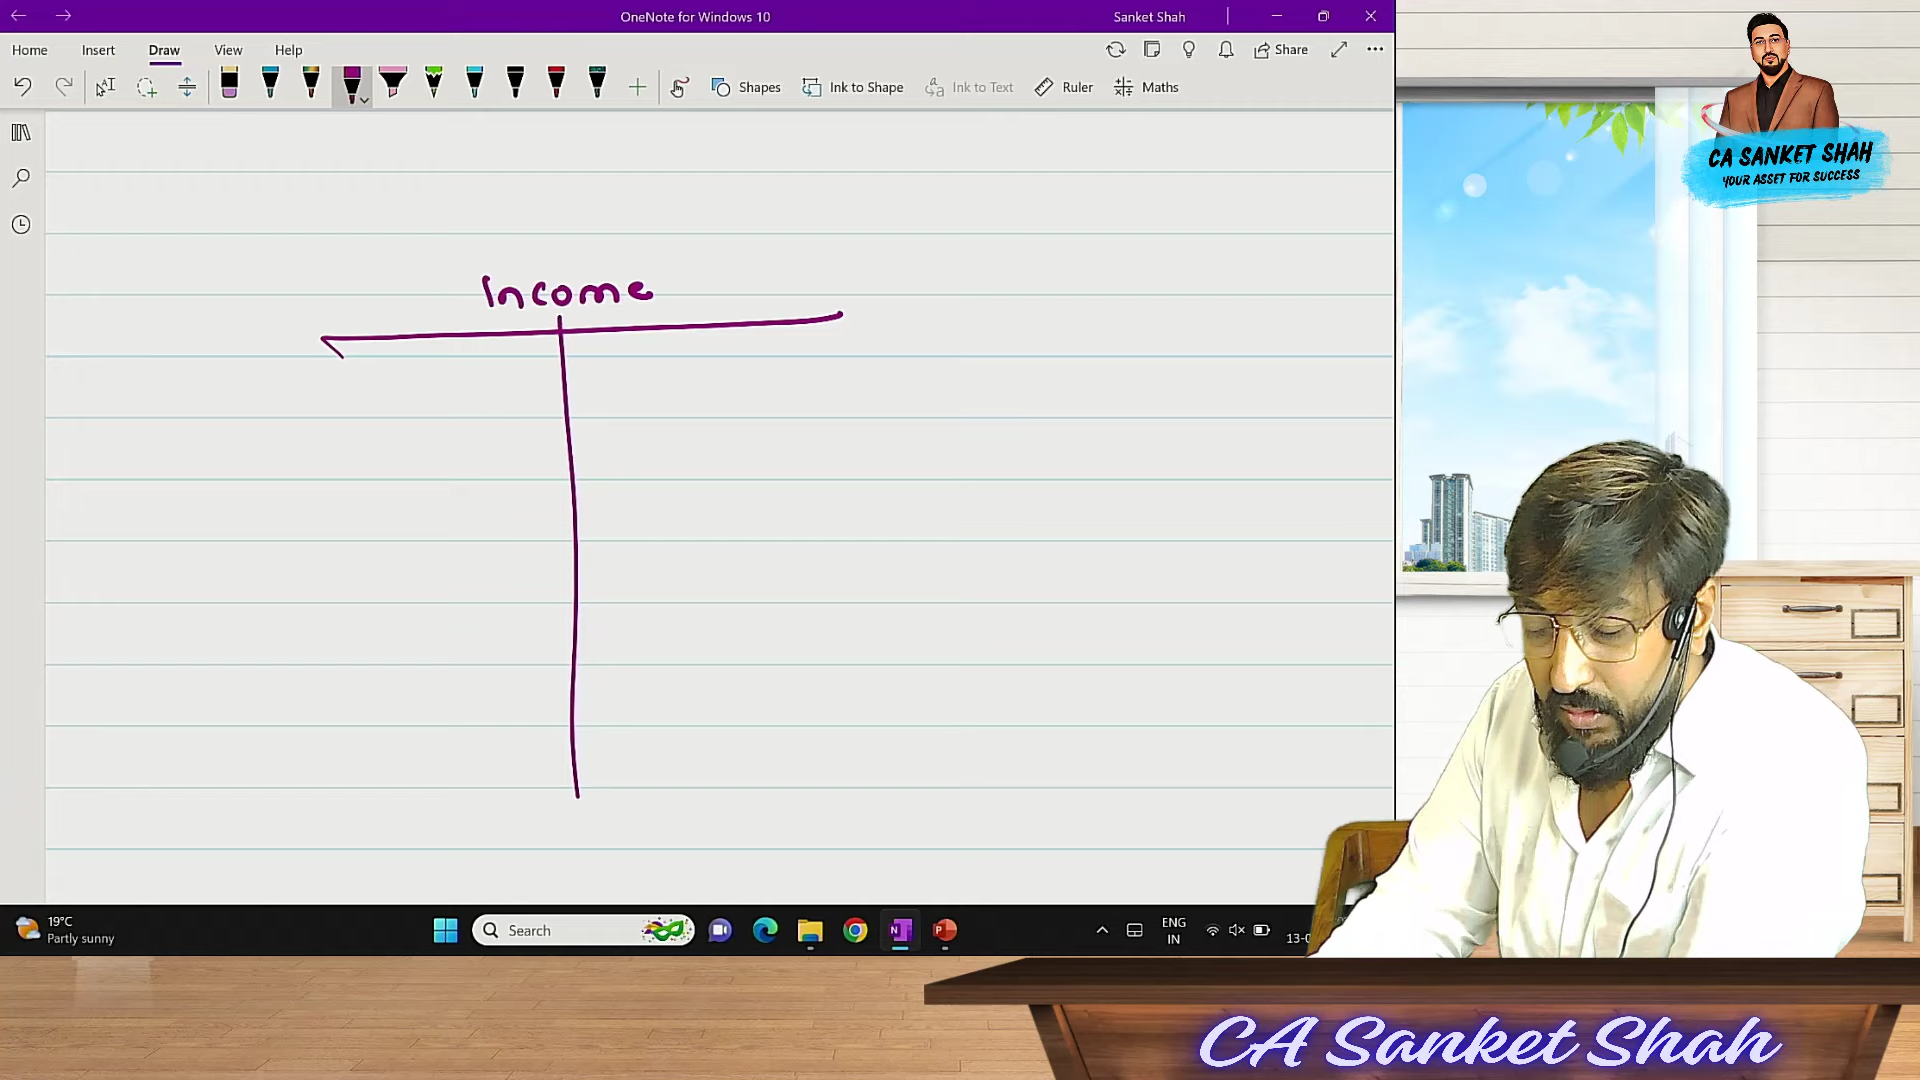 OneNote for Windows 10
Sanket Shah
Home Insert Draw View Help
Share
Shapes Ink to Shape Ink to Text Ruler Maths
CA SANKET SHAH
YOUR ASSET FOR SUCCESS
Income
19°C
Partly sunny
Search
ENG
IN
13-0
CA Sanket Shah